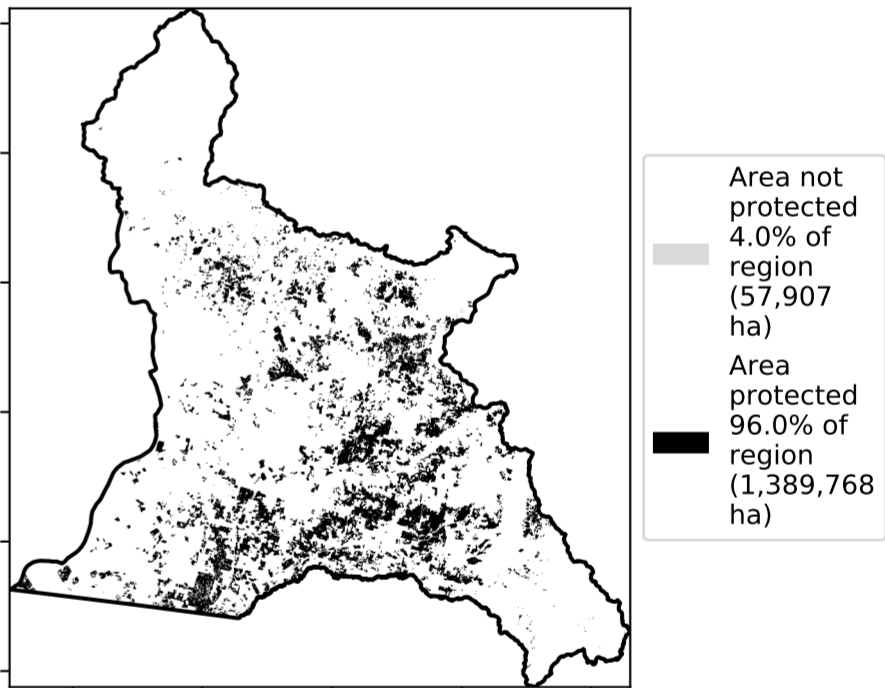 Area not
protected
4.0% of
region
(57,907
ha)
Area
protected
96.0% of
region
(1,389,768
ha)